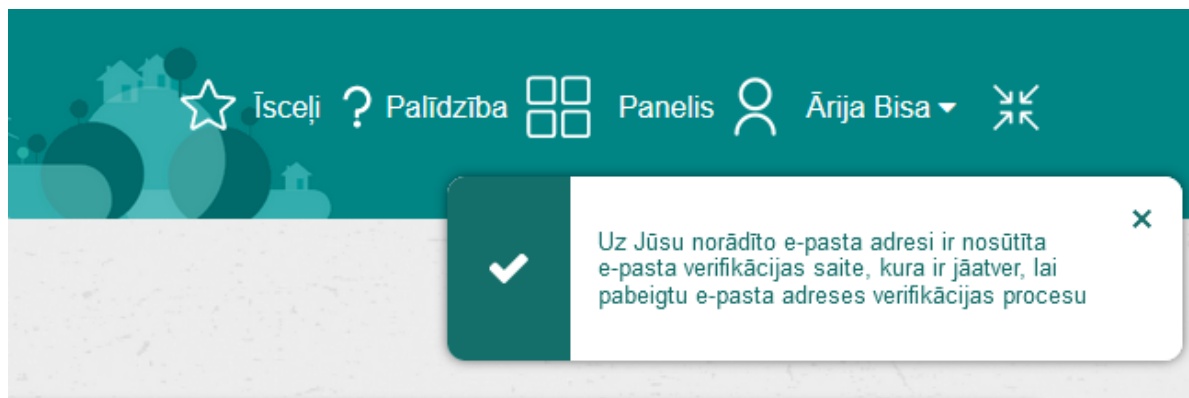 Īsceļi ? Palīdzība Panelis Ārija Bisa
Uz Jūsu norādīto e-pasta adresi ir nosūtīta
e-pasta verifikācijas saite, kura ir jāatver, lai
pabeigtu e-pasta adreses verifikācijas procesu